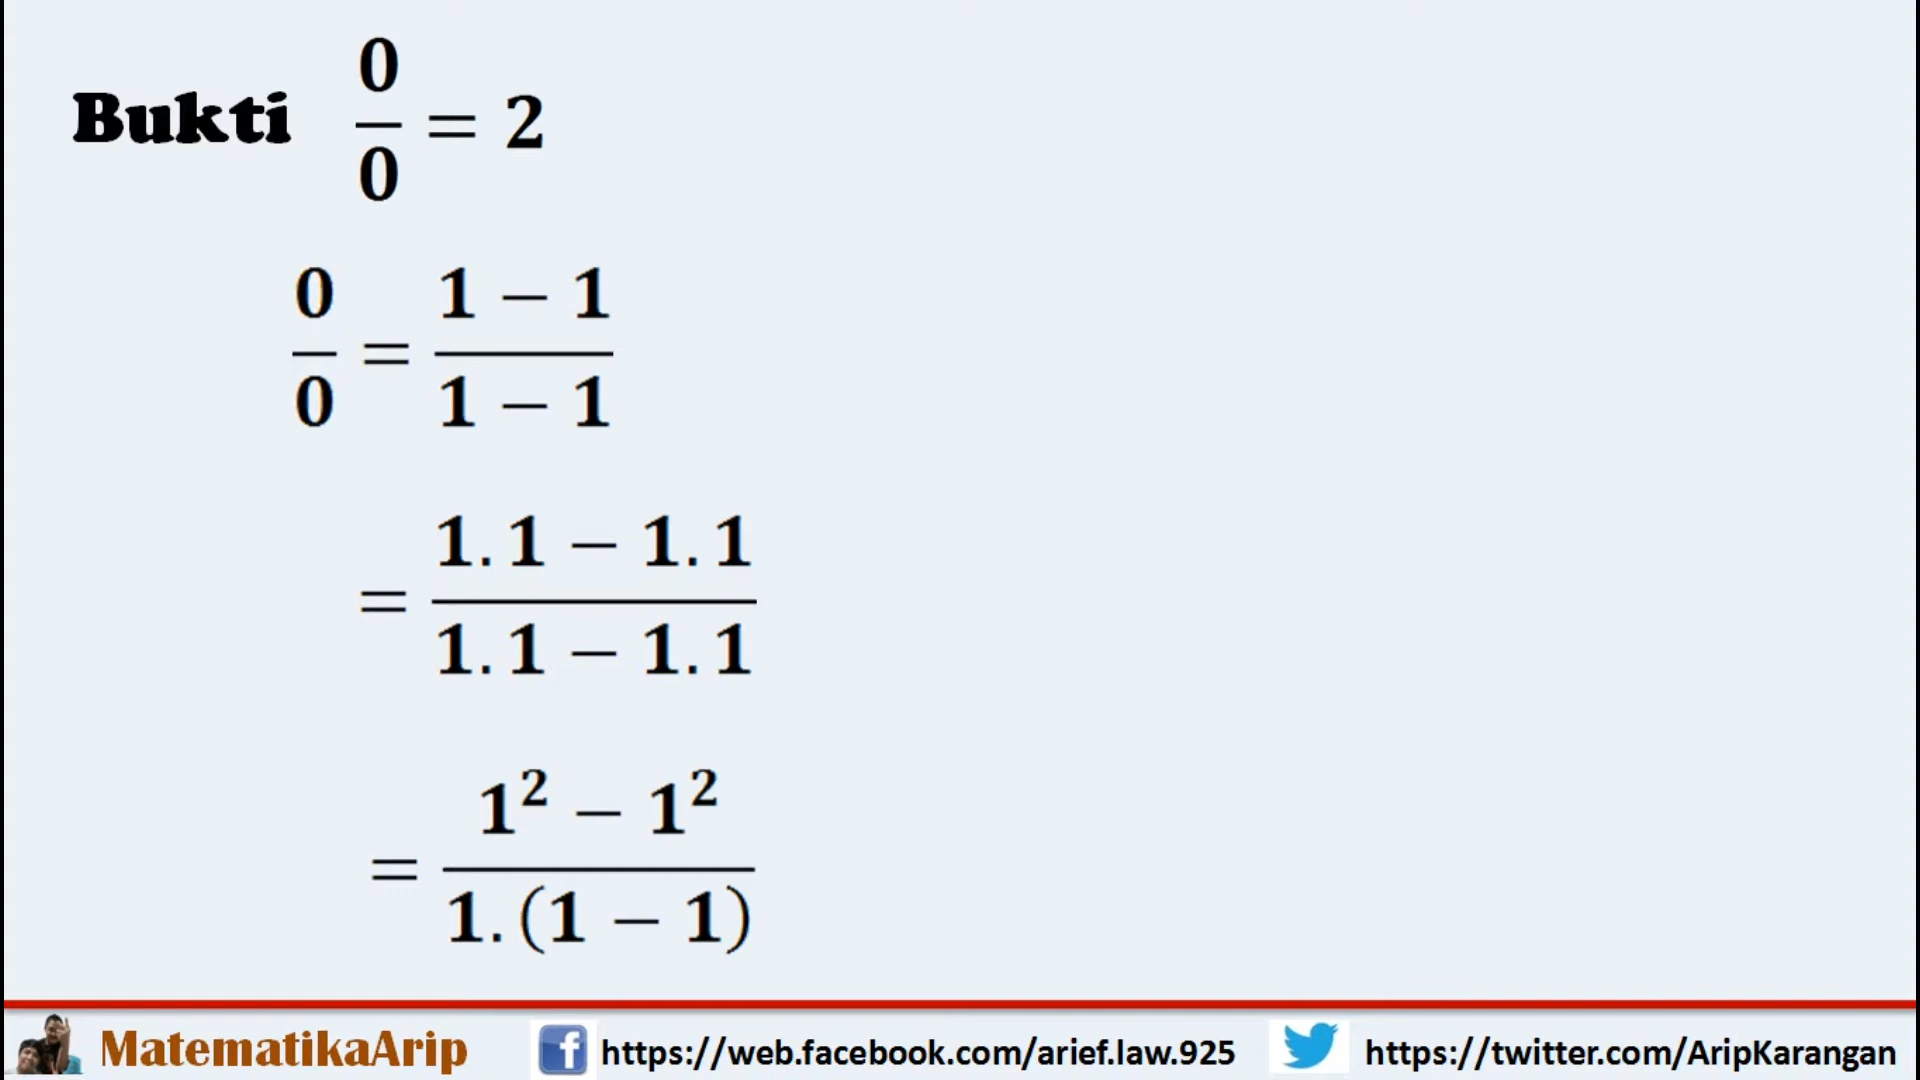 Bukti 0/0 = 2
0/0 = (1 − 1)/(1 − 1)
= (1.1 − 1.1)/(1.1 − 1.1)
= (1² − 1²)/(1.(1 − 1))
MatematikaArip https://web.facebook.com/arief.law.925 https://twitter.com/AripKarangan